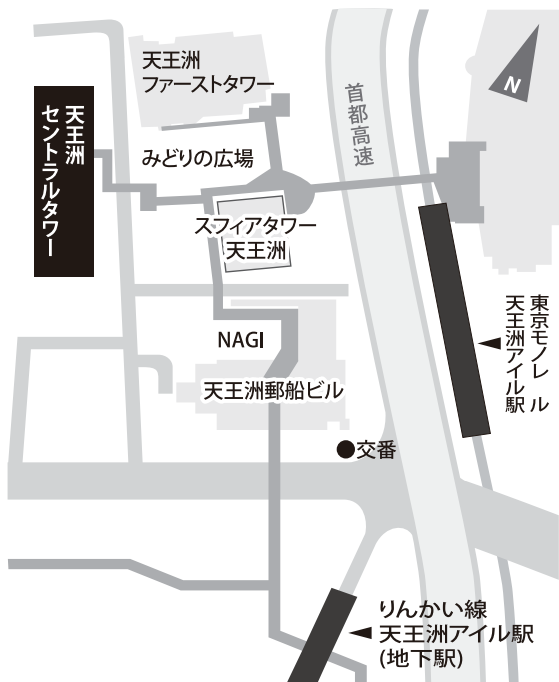 天王洲
ファーストタワー
N
天王洲
セントラルタワー
首都高速
みどりの広場
スフィアタワー
天王洲
東京モノレール
天王洲アイル駅
NAGI
天王洲郵船ビル
交番
りんかい線
天王洲アイル駅
(地下駅)